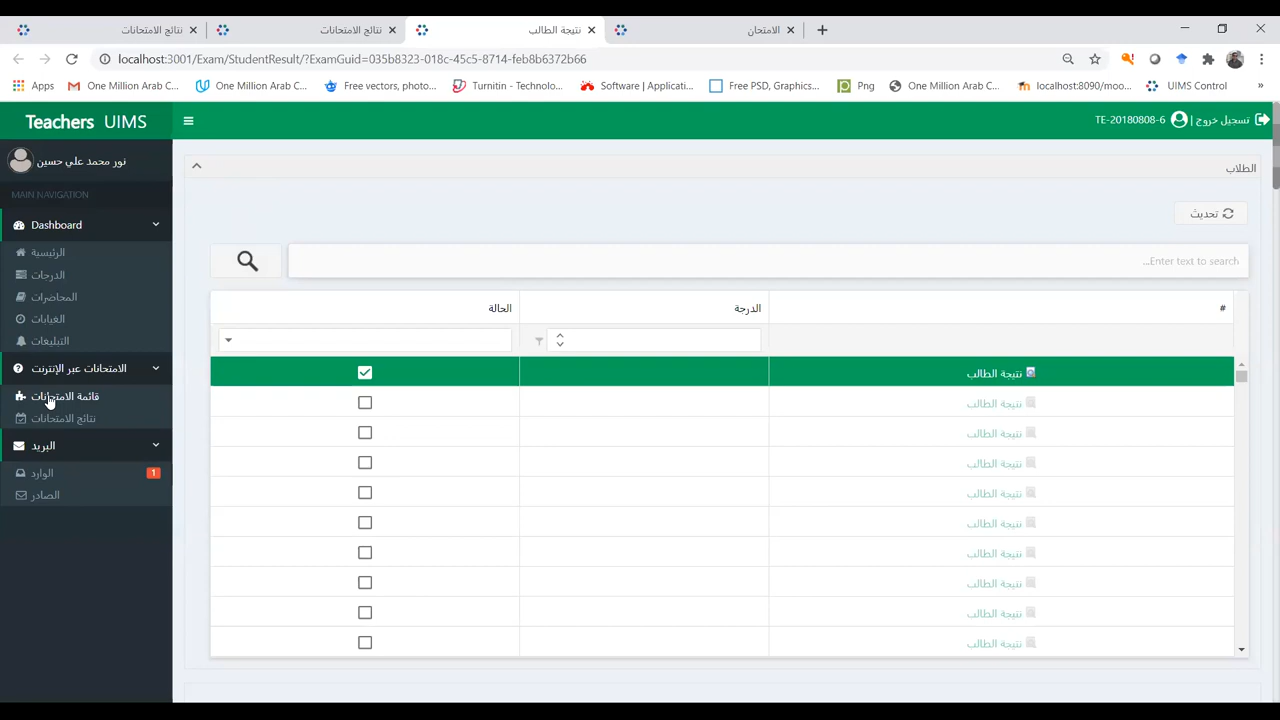 نتائج الامتحانات
نتائج الامتحانات
نتيجة الطالب
الامتحان
localhost:3001/Exam/StudentResult/?ExamGuid=035b8323-018c-45c5-8714-feb8b6372b66
Apps
One Million Arab C...
One Million Arab C...
Free vectors, photo...
Turnitin - Technolo...
Software | Applicati...
Free PSD, Graphics...
Png
One Million Arab C...
localhost:8090/moo...
UIMS Control
»
Teachers UIMS
TE-20180808-6
تسجيل خروج |
نور محمد علي حسين
MAIN NAVIGATION
Dashboard
الرئيسية
الدرجات
المحاضرات
الغيابات
التبليغات
الامتحانات عبر الإنترنت
قائمة الامتحانات
نتائج الامتحانات
البريد
الوارد
1
الصادر
الطلاب
تحديث
Enter text to search...
#
الدرجة
الحالة
نتيجة الطالب
نتيجة الطالب
نتيجة الطالب
نتيجة الطالب
نتيجة الطالب
نتيجة الطالب
نتيجة الطالب
نتيجة الطالب
نتيجة الطالب
نتيجة الطالب